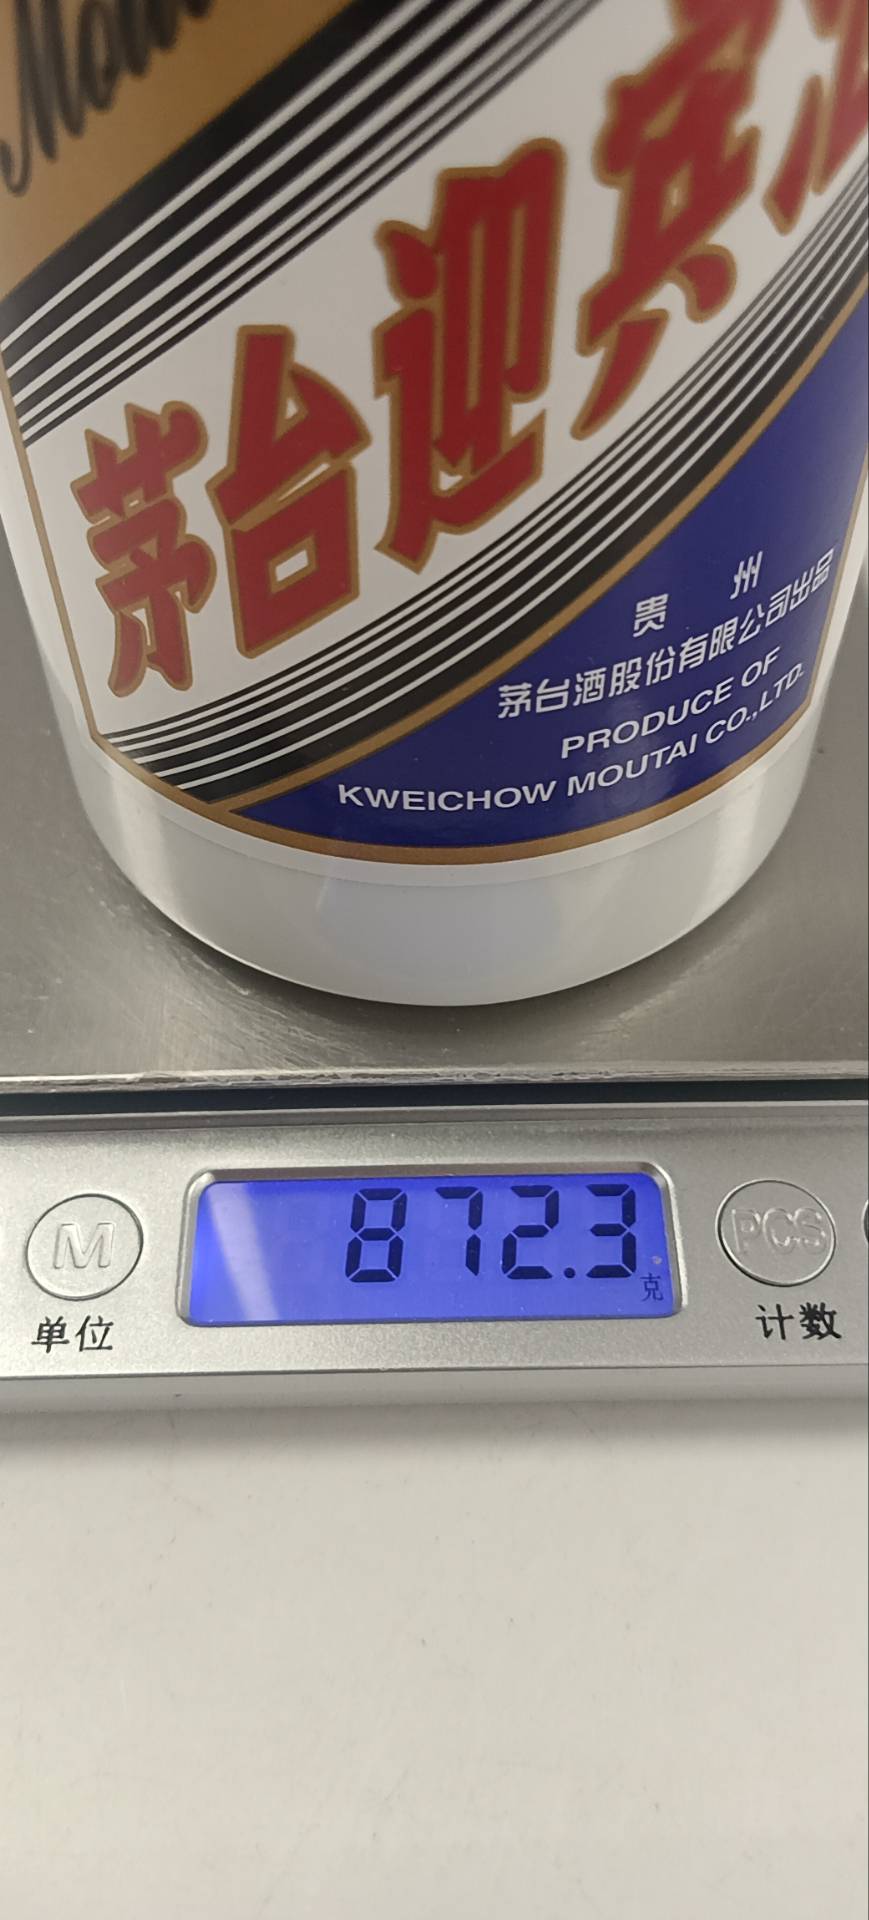 茅台迎宾
贵州
茅台酒股份有限公司出品
PRODUCE OF
KWEICHOW MOUTAI CO.,LTD.
872.3
克
M
PCS
单位
计数